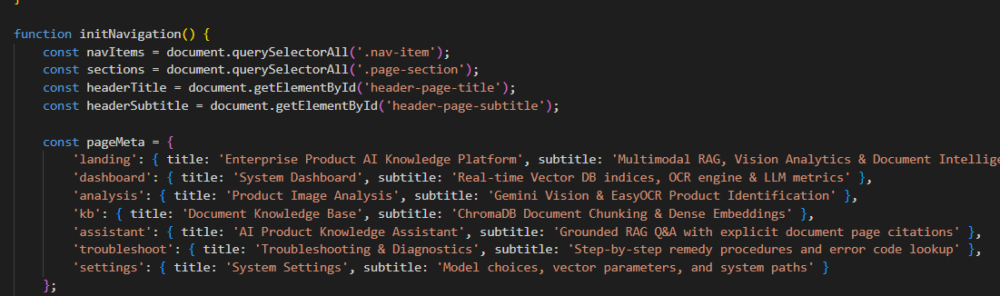 }
function initNavigation() {
const navItems = document.querySelectorAll('.nav-item');
const sections = document.querySelectorAll('.page-section');
const headerTitle = document.getElementById('header-page-title');
const headerSubtitle = document.getElementById('header-page-subtitle');
const pageMeta = {
'landing': { title: 'Enterprise Product AI Knowledge Platform', subtitle: 'Multimodal RAG, Vision Analytics & Document Intellige
'dashboard': { title: 'System Dashboard', subtitle: 'Real-time Vector DB indices, OCR engine & LLM metrics' },
'analysis': { title: 'Product Image Analysis', subtitle: 'Gemini Vision & EasyOCR Product Identification' },
'kb': { title: 'Document Knowledge Base', subtitle: 'ChromaDB Document Chunking & Dense Embeddings' },
'assistant': { title: 'AI Product Knowledge Assistant', subtitle: 'Grounded RAG Q&A with explicit document page citations' },
'troubleshoot': { title: 'Troubleshooting & Diagnostics', subtitle: 'Step-by-step remedy procedures and error code lookup' },
'settings': { title: 'System Settings', subtitle: 'Model choices, vector parameters, and system paths' }
};